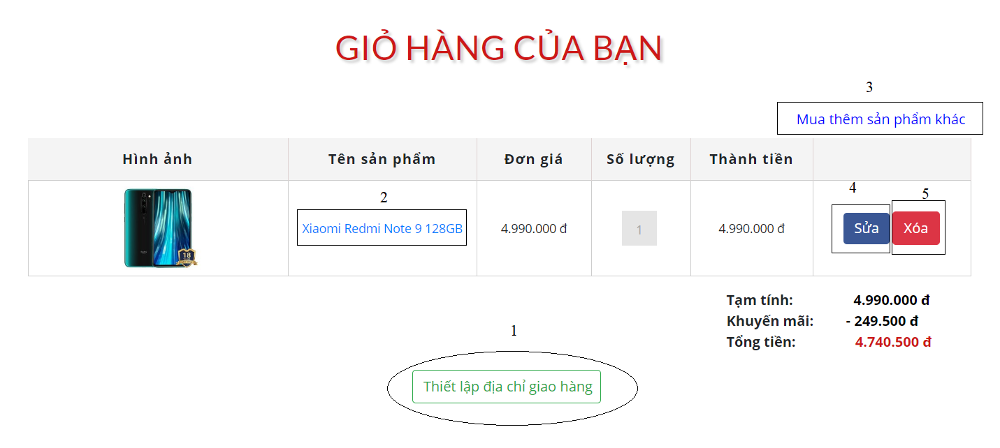 GIỎ HÀNG CỦA BẠN
3
Mua thêm sản phẩm khác
Hình ảnh Tên sản phẩm Đơn giá Số lượng Thành tiền
2 4 5
Xiaomi Redmi Note 9 128GB 4.990.000 đ 1 4.990.000 đ Sửa Xóa
18
Tạm tính: 4.990.000 đ
Khuyến mãi: - 249.500 đ
Tổng tiền: 4.740.500 đ
1
Thiết lập địa chỉ giao hàng